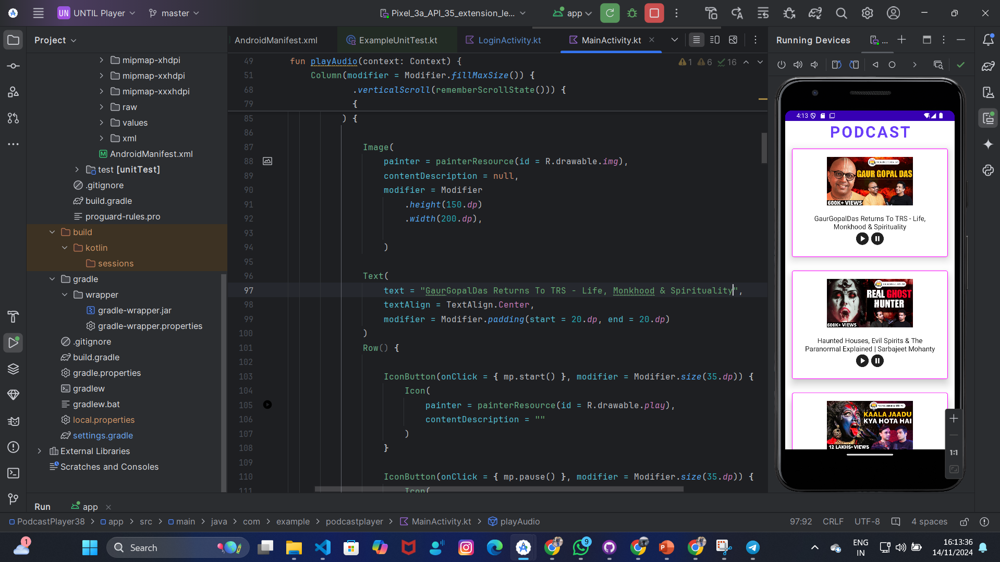 UN UNTIL Player
master
Pixel_3a_API_35_extension_le...
app
Project
AndroidManifest.xml
ExampleUnitTest.kt
LoginActivity.kt
MainActivity.kt
Running Devices
...
mipmap-xhdpi
mipmap-xxhdpi
mipmap-xxxhdpi
raw
values
xml
AndroidManifest.xml
test [unitTest]
.gitignore
build.gradle
proguard-rules.pro
build
kotlin
sessions
gradle
wrapper
gradle-wrapper.jar
gradle-wrapper.properties
.gitignore
build.gradle
gradle.properties
gradlew
gradlew.bat
local.properties
settings.gradle
External Libraries
Scratches and Consoles
1 6 16
49 fun playAudio(context: Context) {
51 Column(modifier = Modifier.fillMaxSize()) {
68 .verticalScroll(rememberScrollState())) {
79 {
85 ) {
86
87 Image(
88 painter = painterResource(id = R.drawable.img),
89 contentDescription = null,
90 modifier = Modifier
91 .height(150.dp)
92 .width(200.dp),
93
94 )
95
96 Text(
97 text = "GaurGopalDas Returns To TRS - Life, Monkhood & Spirituality",
98 textAlign = TextAlign.Center,
99 modifier = Modifier.padding(start = 20.dp, end = 20.dp)
100 )
101 Row() {
102
103 IconButton(onClick = { mp.start() }, modifier = Modifier.size(35.dp)) {
104 Icon(
105 painter = painterResource(id = R.drawable.play),
106 contentDescription = ""
107 )
108 }
109
110 IconButton(onClick = { mp.pause() }, modifier = Modifier.size(35.dp)) {
111 Icon(
4:13
PODCAST
GAUR GOPAL DAS
600K+ VIEWS
GaurGopalDas Returns To TRS - Life,
Monkhood & Spirituality
REAL GHOST
HUNTER
600K+ VIEWS
Haunted Houses, Evil Spirits & The
Paranormal Explained | Sarbajeet Mohanty
KAALA JAADU
KYA HOTA HAI
12 LAKHS+ VIEWS
1:1
Run
app
PodcastPlayer38 > app > src > main > java > com > example > podcastplayer > MainActivity.kt > playAudio
97:92 CRLF UTF-8 4 spaces
1
Search
9
ENG
IN
16:13:36
14/11/2024